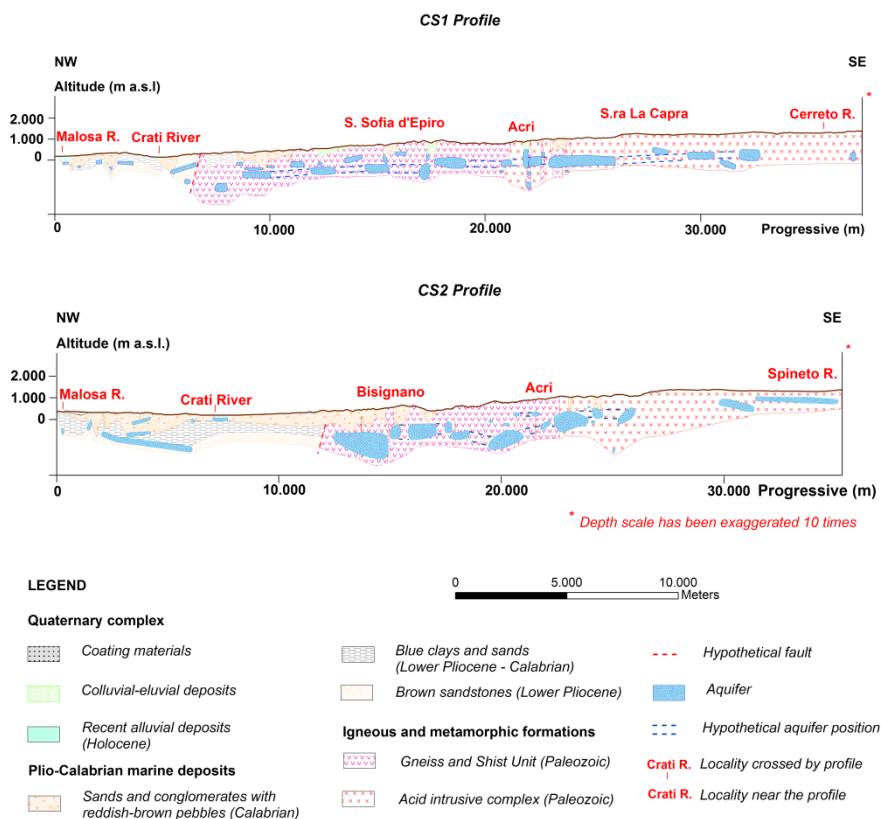 CS1 Profile
NW
SE
Altitude (m a.s.l.)
*
2.000
1.000
0
Malosa R.
Crati River
S. Sofia d'Epiro
Acri
S.ra La Capra
Cerreto R.
0
10.000
20.000
30.000
Progressive (m)
CS2 Profile
NW
SE
Altitude (m a.s.l.)
*
2.000
1.000
0
Malosa R.
Crati River
Bisignano
Acri
Spineto R.
0
10.000
20.000
30.000
Progressive (m)
* Depth scale has been exaggerated 10 times
LEGEND
0
5.000
10.000
Meters
Quaternary complex
Coating materials
Colluvial-eluvial deposits
Recent alluvial deposits
(Holocene)
Plio-Calabrian marine deposits
Sands and conglomerates with
reddish-brown pebbles (Calabrian)
Blue clays and sands
(Lower Pliocene - Calabrian)
Brown sandstones (Lower Pliocene)
Igneous and metamorphic formations
Gneiss and Shist Unit (Paleozoic)
Acid intrusive complex (Paleozoic)
Hypothetical fault
Aquifer
Hypothetical aquifer position
Crati R. Locality crossed by profile
Crati R. Locality near the profile